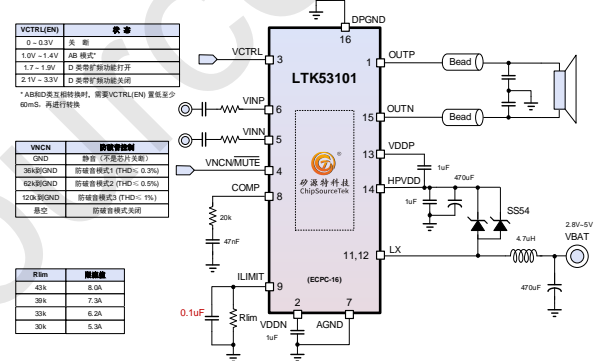 VCTRL(EN) 状 态
0 ~ 0.3V 关 断
1.0V ~1.4V AB 模式*
1.7 ~ 1.9V D 类带扩频功能打开
2.1V ~ 3.3V D 类带扩频功能关闭
* AB和D类互相转换时，需要VCTRL(EN) 置低至少
60mS，再进行转换
VNCN 防破音控制
GND 静音（不是芯片关断）
36k到GND 防破音模式1 (THD≤ 0.3%)
62k到GND 防破音模式2 (THD≤ 0.5%)
120k到GND 防破音模式3 (THD≤ 1%)
悬空 防破音模式关闭
Rlim 限流值
43k 8.0A
39k 7.3A
33k 6.2A
30k 5.3A
VCTRL
3
VINP
6
VINN
5
VNCN/MUTE
4
COMP
8
20k
47nF
ILIMIT
9
0.1uF
Rlim
VDDN
1uF
2
AGND
7
DPGND
16
LTK53101
矽源特科技
®
ChipSourceTek
(ECPC-16)
OUTP
1
Bead
OUTN
15
Bead
VDDP
13
1uF
HPVDD
14
1uF
470uF
SS54
LX
11,12
4.7uH
2.8V~5V
VBAT
470uF